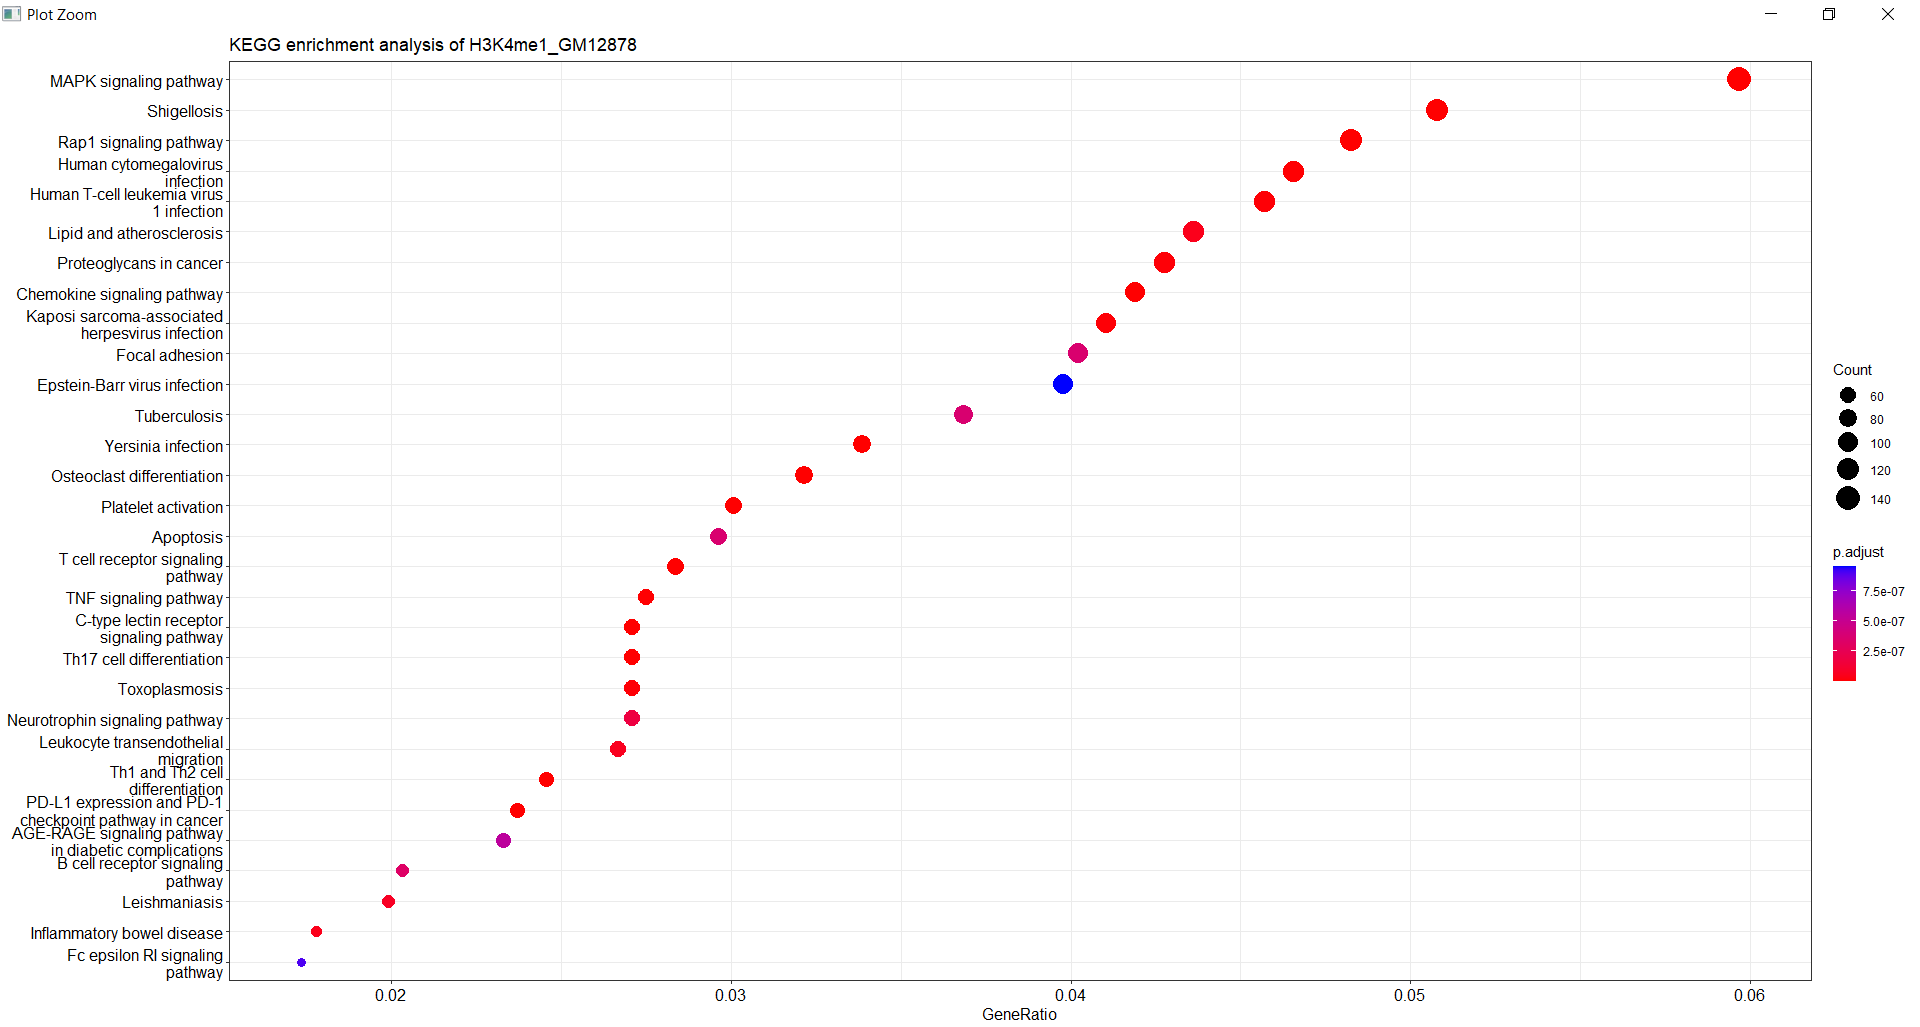 Plot Zoom
KEGG enrichment analysis of H3K4me1_GM12878
MAPK signaling pathway
Shigellosis
Rap1 signaling pathway
Human cytomegalovirus
infection
Human T-cell leukemia virus
1 infection
Lipid and atherosclerosis
Proteoglycans in cancer
Chemokine signaling pathway
Kaposi sarcoma-associated
herpesvirus infection
Focal adhesion
Epstein-Barr virus infection
Tuberculosis
Yersinia infection
Osteoclast differentiation
Platelet activation
Apoptosis
T cell receptor signaling
pathway
TNF signaling pathway
C-type lectin receptor
signaling pathway
Th17 cell differentiation
Toxoplasmosis
Neurotrophin signaling pathway
Leukocyte transendothelial
migration
Th1 and Th2 cell
differentiation
PD-L1 expression and PD-1
checkpoint pathway in cancer
AGE-RAGE signaling pathway
in diabetic complications
B cell receptor signaling
pathway
Leishmaniasis
Inflammatory bowel disease
Fc epsilon RI signaling
pathway
0.02 0.03 0.04 0.05 0.06
GeneRatio
Count
60
80
100
120
140
p.adjust
7.5e-07
5.0e-07
2.5e-07